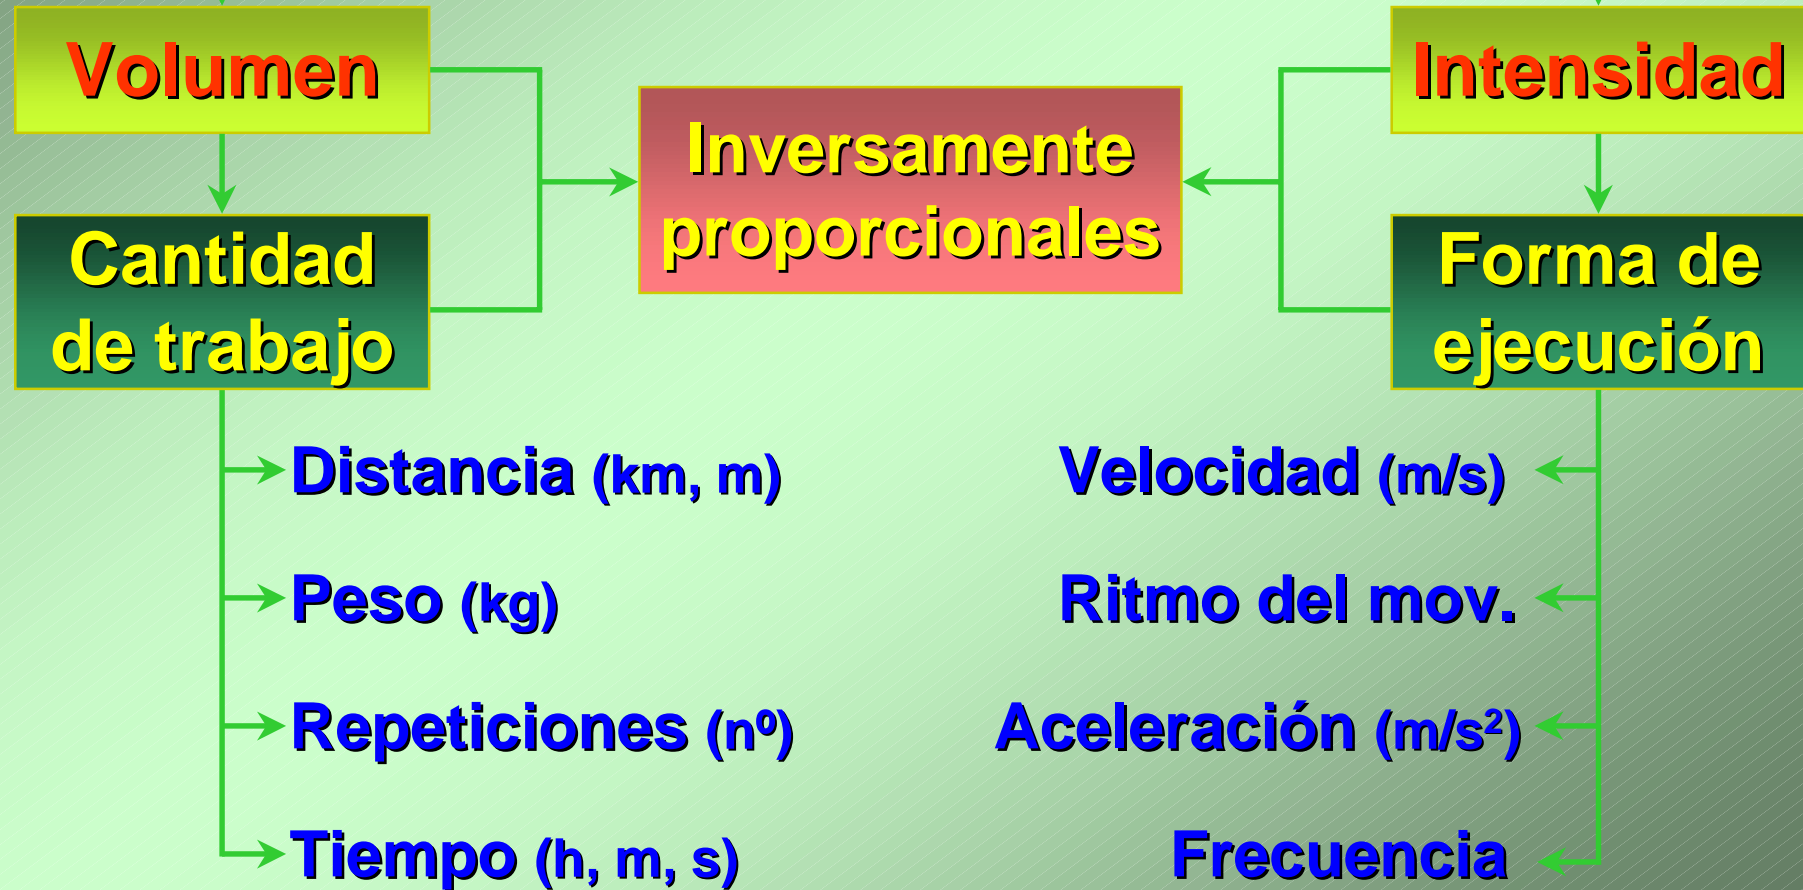 Volumen
Intensidad
Inversamente
proporcionales
Cantidad
de trabajo
Forma de
ejecución
Distancia (km, m)
Velocidad (m/s)
Peso (kg)
Ritmo del mov.
Repeticiones (nº)
Aceleración (m/s²)
Tiempo (h, m, s)
Frecuencia